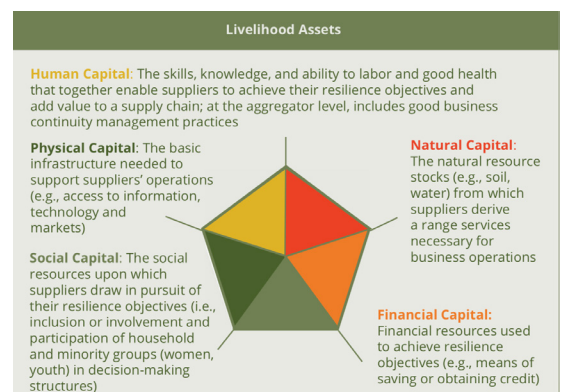 Livelihood Assets
Human Capital: The skills, knowledge, and ability to labor and good health
that together enable suppliers to achieve their resilience objectives and
add value to a supply chain; at the aggregator level, includes good business
continuity management practices
Physical Capital: The basic
infrastructure needed to
support suppliers’ operations
(e.g., access to information,
technology and
markets)
Natural Capital:
The natural resource
stocks (e.g., soil,
water) from which
suppliers derive
a range services
necessary for
business operations
Social Capital: The social
resources upon which
suppliers draw in pursuit of
their resilience objectives (i.e.,
inclusion or involvement and
participation of household
and minority groups (women,
youth) in decision-making
structures)
Financial Capital:
Financial resources used
to achieve resilience
objectives (e.g., means of
saving or obtaining credit)